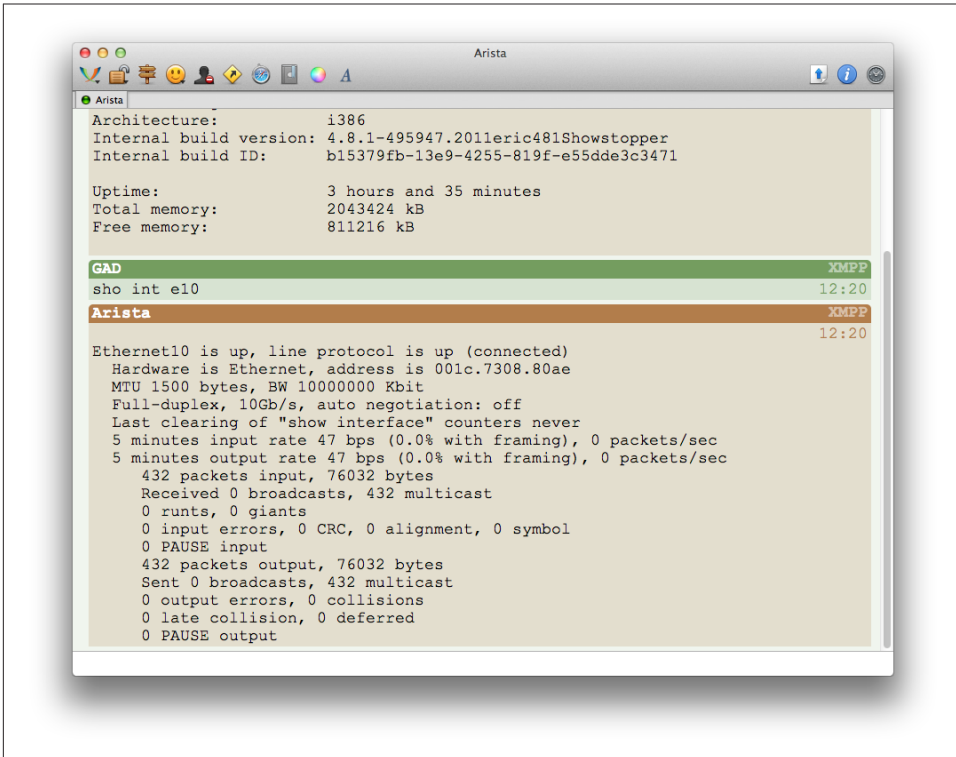 Arista
Arista
Architecture: i386
Internal build version: 4.8.1-495947.2011eric481Showstopper
Internal build ID: b15379fb-13e9-4255-819f-e55dde3c3471
Uptime: 3 hours and 35 minutes
Total memory: 2043424 kB
Free memory: 811216 kB
GAD XMPP
sho int e10 12:20
Arista XMPP
12:20
Ethernet10 is up, line protocol is up (connected)
Hardware is Ethernet, address is 001c.7308.80ae
MTU 1500 bytes, BW 10000000 Kbit
Full-duplex, 10Gb/s, auto negotiation: off
Last clearing of "show interface" counters never
5 minutes input rate 47 bps (0.0% with framing), 0 packets/sec
5 minutes output rate 47 bps (0.0% with framing), 0 packets/sec
432 packets input, 76032 bytes
Received 0 broadcasts, 432 multicast
0 runts, 0 giants
0 input errors, 0 CRC, 0 alignment, 0 symbol
0 PAUSE input
432 packets output, 76032 bytes
Sent 0 broadcasts, 432 multicast
0 output errors, 0 collisions
0 late collision, 0 deferred
0 PAUSE output